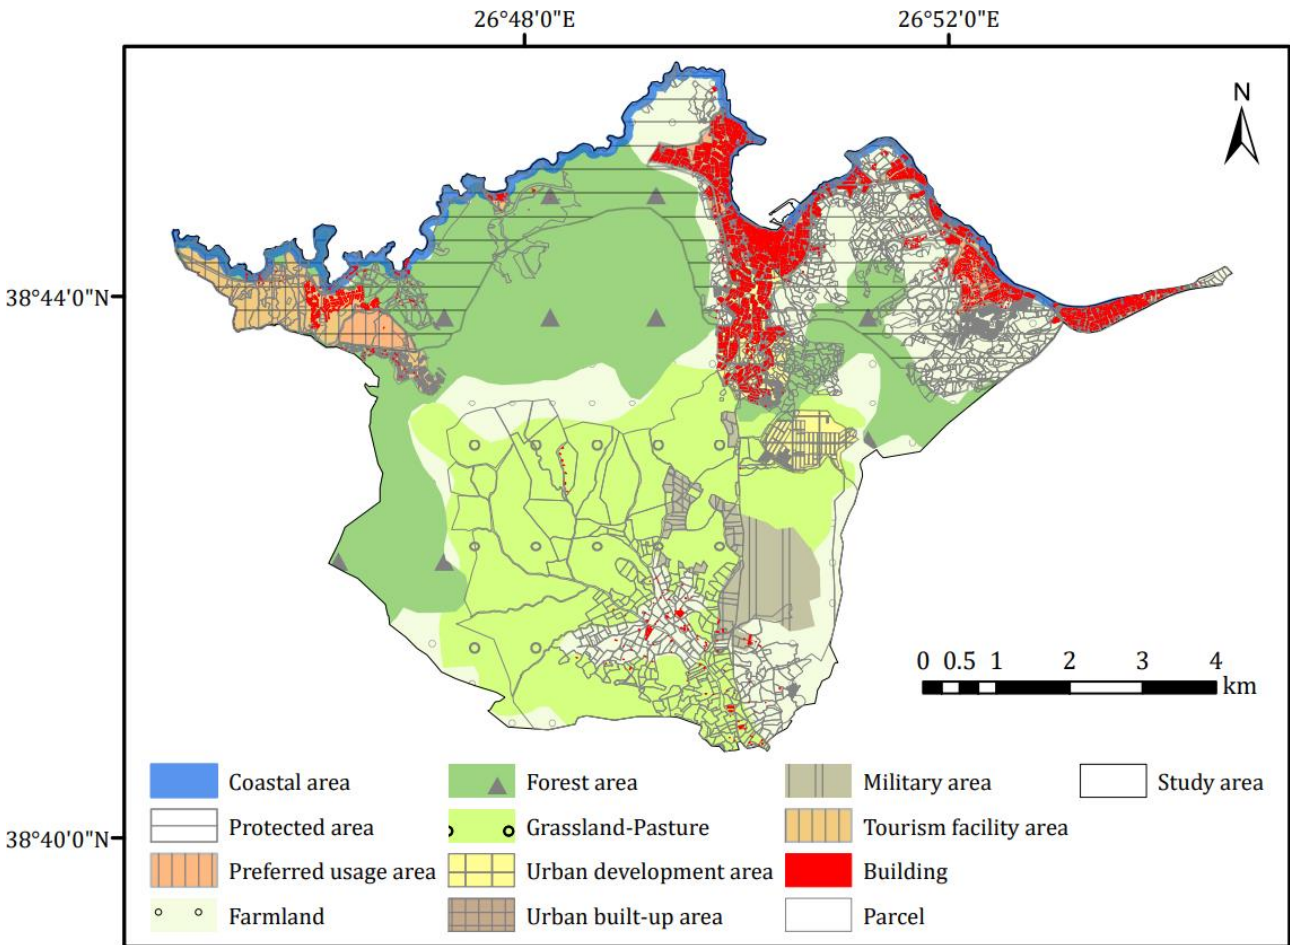 26°48'0"E 26°52'0"E
N
38°44'0"N
0 0.5 1 2 3 4
km
Coastal area Forest area Military area Study area
Protected area Grassland-Pasture Tourism facility area
38°40'0"N
Preferred usage area Urban development area Building
Farmland Urban built-up area Parcel